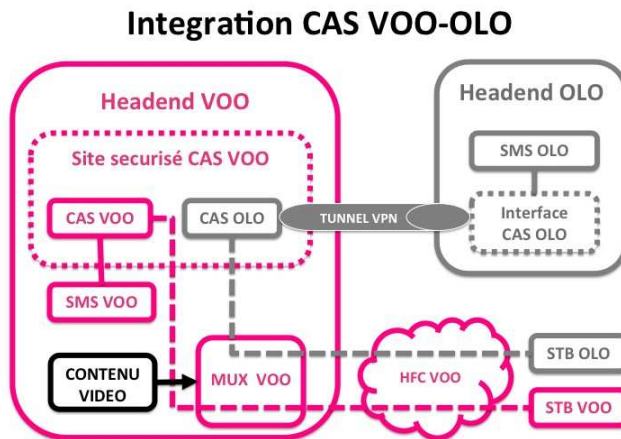 Integration CAS VOO-OLO
Headend VOO
Headend OLO
Site securisé CAS VOO
SMS OLO
CAS VOO
CAS OLO
TUNNEL VPN
Interface
CAS OLO
SMS VOO
CONTENU
VIDEO
MUX VOO
HFC VOO
STB OLO
STB VOO